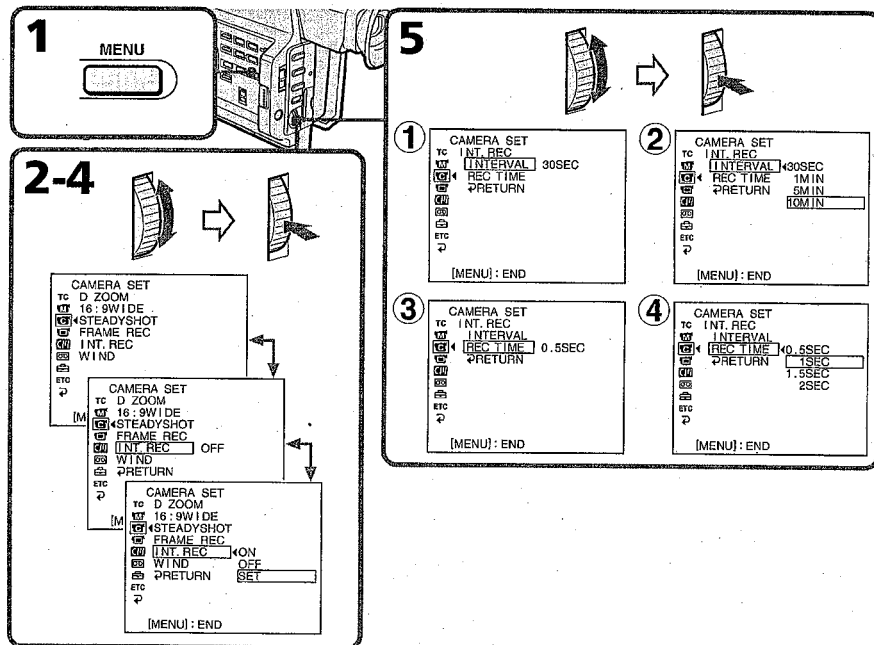 1
MENU
2-4
CAMERA SET
TC D ZOOM
16:9WIDE
STEADYSHOT
FRAME REC
INT. REC
WIND
ETC
[M
CAMERA SET
TC D ZOOM
16:9WIDE
STEADYSHOT
FRAME REC
INT. REC OFF
WIND
RETURN
ETC
[M
CAMERA SET
TC D ZOOM
16:9WIDE
STEADYSHOT
FRAME REC
INT. REC ON
WIND OFF
RETURN SET
ETC
[MENU] : END
5
1
CAMERA SET
TC INT. REC
INTERVAL 30SEC
REC TIME
RETURN
ETC
[MENU] : END
2
CAMERA SET
TC INT. REC
INTERVAL 30SEC
REC TIME 1MIN
RETURN 5MIN
10MIN
ETC
[MENU] : END
3
CAMERA SET
TC INT. REC
INTERVAL
REC TIME 0.5SEC
RETURN
ETC
[MENU] : END
4
CAMERA SET
TC INT. REC
INTERVAL
REC TIME 0.5SEC
RETURN 1SEC
1.5SEC
2SEC
ETC
[MENU] : END